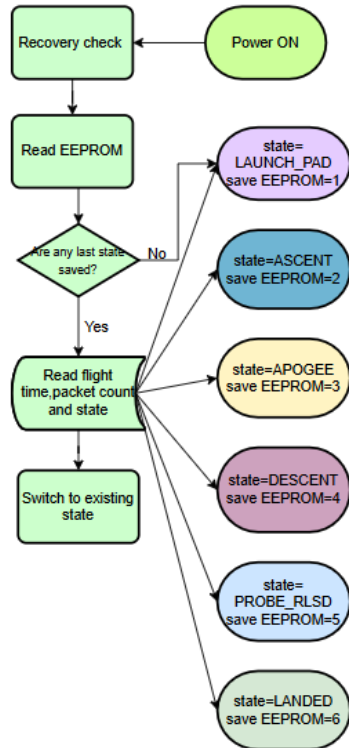 Recovery check
Power ON
Read EEPROM
state=
LAUNCH_PAD
save EEPROM=1
Are any last state
saved?
No
state=ASCENT
save EEPROM=2
Yes
Read flight
time,packet count
and state
state=APOGEE
save EEPROM=3
Switch to existing
state
state=DESCENT
save EEPROM=4
state=
PROBE_RLSD
save EEPROM=5
state=LANDED
save EEPROM=6